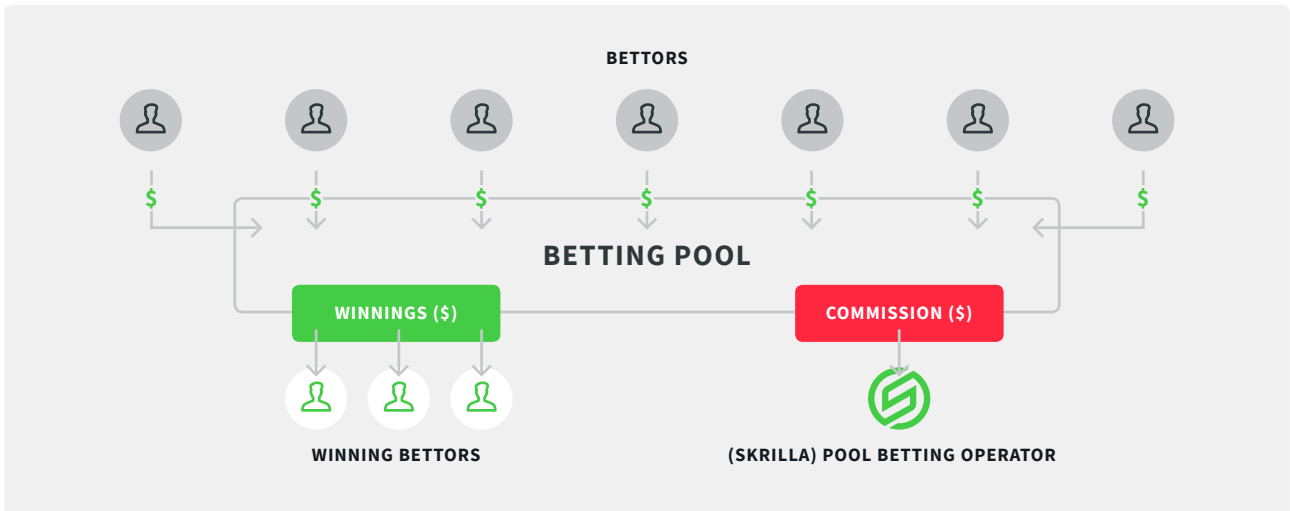 BETTORS
$ $ $ $ $ $ $
BETTING POOL
WINNINGS ($) COMMISSION ($)
WINNING BETTORS (SKRILLA) POOL BETTING OPERATOR